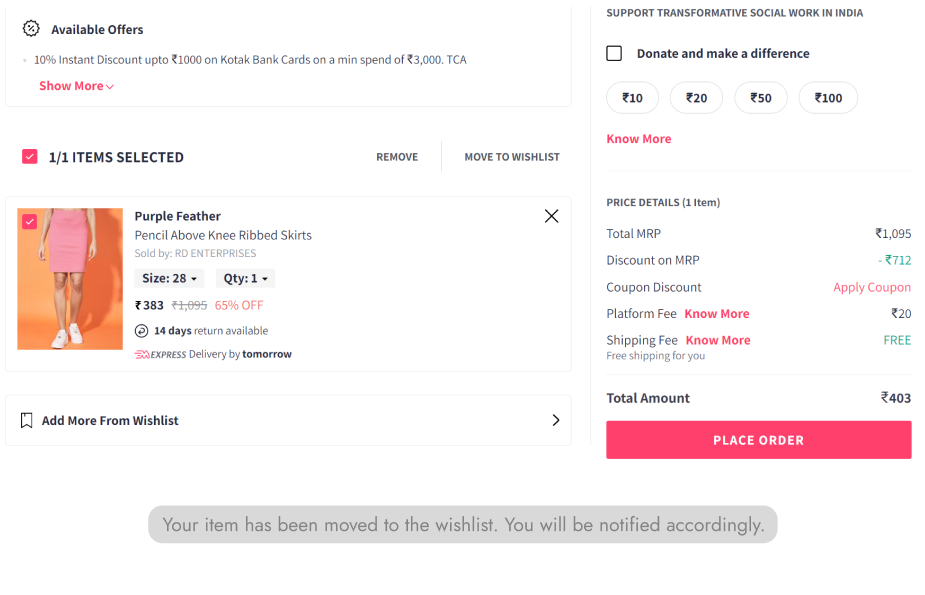 Available Offers
10% Instant Discount upto ₹1000 on Kotak Bank Cards on a min spend of ₹3,000. TCA
Show More
1/1 ITEMS SELECTED
REMOVE
MOVE TO WISHLIST
Purple Feather
Pencil Above Knee Ribbed Skirts
Sold by: RD ENTERPRISES
Size: 28
Qty: 1
₹383 ₹1,095 65% OFF
14 days return available
EXPRESS Delivery by tomorrow
Add More From Wishlist
SUPPORT TRANSFORMATIVE SOCIAL WORK IN INDIA
Donate and make a difference
₹10
₹20
₹50
₹100
Know More
PRICE DETAILS (1 Item)
Total MRP ₹1,095
Discount on MRP - ₹712
Coupon Discount Apply Coupon
Platform Fee Know More ₹20
Shipping Fee Know More FREE
Free shipping for you
Total Amount ₹403
PLACE ORDER
Your item has been moved to the wishlist. You will be notified accordingly.